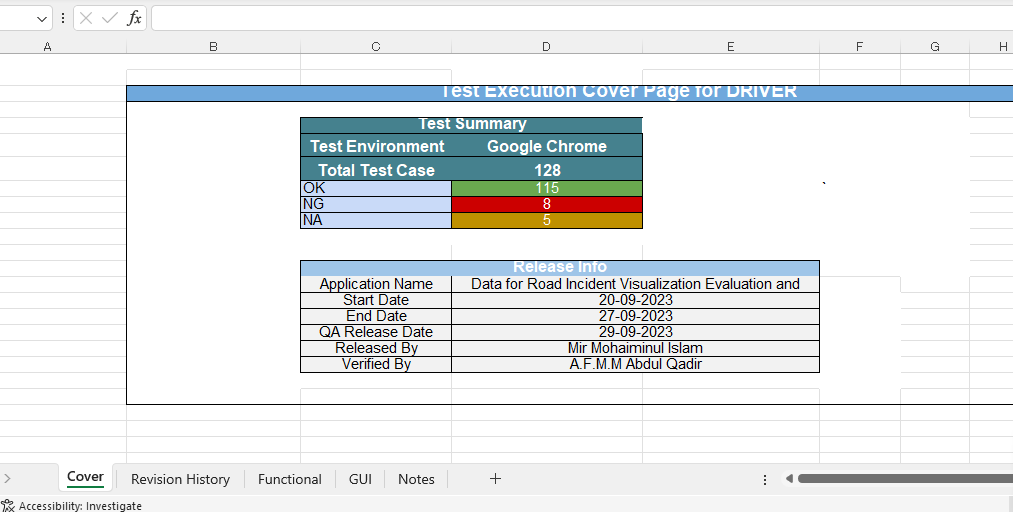 fx
A B C D E F G H
Test Execution Cover Page for DRIVER
Test Summary
Test Environment Google Chrome
Total Test Case 128
OK 115
NG 8
NA 5
Release Info
Application Name Data for Road Incident Visualization Evaluation and
Start Date 20-09-2023
End Date 27-09-2023
QA Release Date 29-09-2023
Released By Mir Mohaiminul Islam
Verified By A.F.M.M Abdul Qadir
Cover Revision History Functional GUI Notes +
Accessibility: Investigate